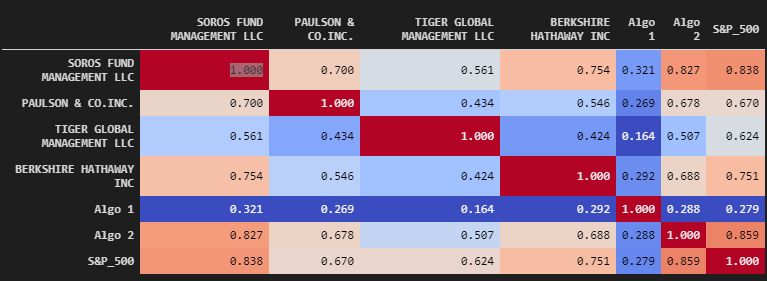 SOROS FUND MANAGEMENT LLC PAULSON & CO.INC. TIGER GLOBAL MANAGEMENT LLC BERKSHIRE HATHAWAY INC Algo 1 Algo 2 S&P_500
SOROS FUND MANAGEMENT LLC 1.000 0.700 0.561 0.754 0.321 0.827 0.838
PAULSON & CO.INC. 0.700 1.000 0.434 0.546 0.269 0.678 0.670
TIGER GLOBAL MANAGEMENT LLC 0.561 0.434 1.000 0.424 0.164 0.507 0.624
BERKSHIRE HATHAWAY INC 0.754 0.546 0.424 1.000 0.292 0.688 0.751
Algo 1 0.321 0.269 0.164 0.292 1.000 0.288 0.279
Algo 2 0.827 0.678 0.507 0.688 0.288 1.000 0.859
S&P_500 0.838 0.670 0.624 0.751 0.279 0.859 1.000